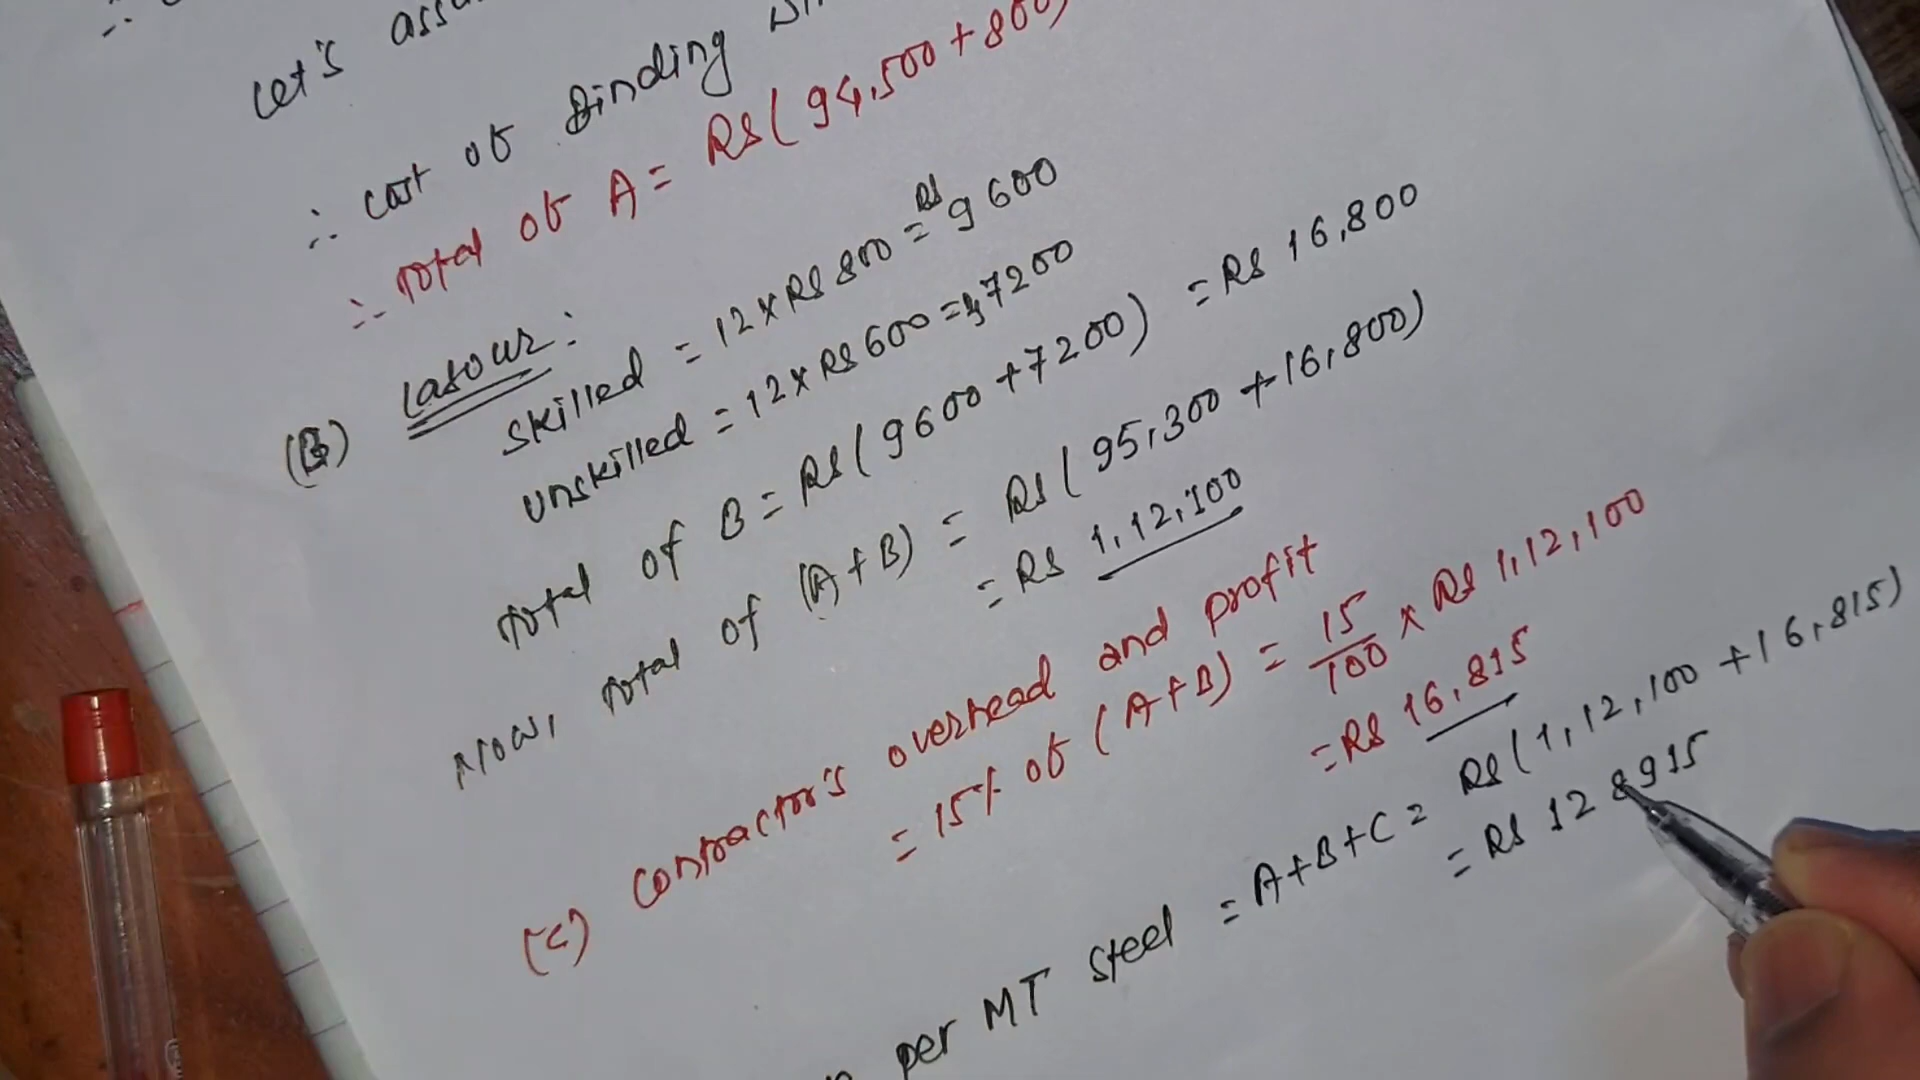 ∴
Let's
∴ cost of Binding
∴ Total of A = Rs ( 94,500 + 800)
(B) Labour :
skilled = 12 x Rs 800 = Rs 9600
unskilled = 12 x Rs 600 = 7200
Total of B = Rs ( 9600 + 7200 ) = Rs 16,800
Now, Total of (A+B) = Rs ( 95,300 + 16,800 )
= Rs 1,12,100
(C) Contractor's overhead and profit
= 15% of (A+B) = 15/100 x Rs 1,12,100
= Rs 16,815
per MT steel = A+B+C = Rs ( 1,12,100 + 16,815 )
= Rs 128915